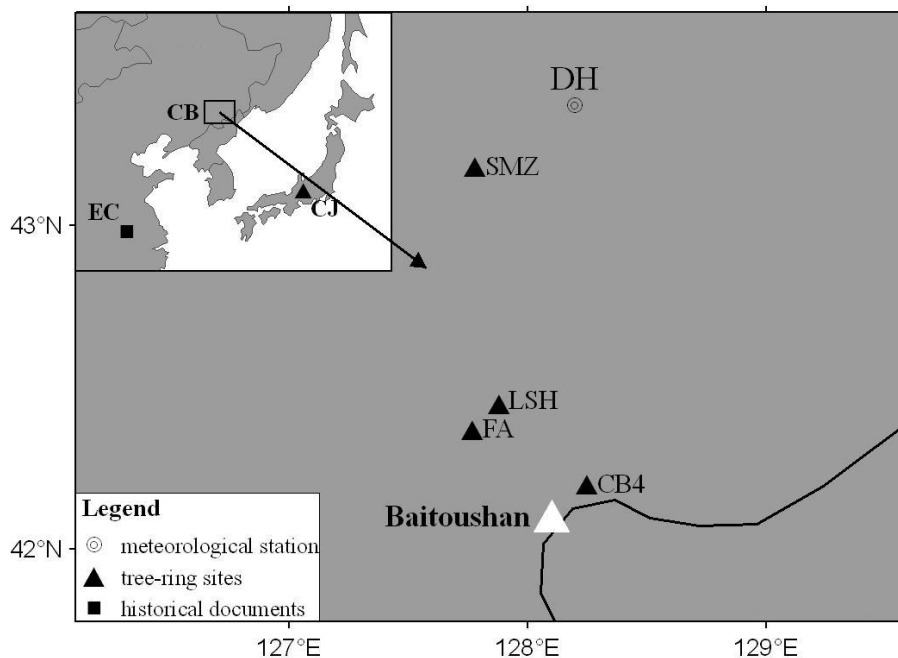 DH
CB
SMZ
CJ
EC
43°N
LSH
FA
CB4
Baitoushan
Legend
meteorological station
tree-ring sites
historical documents
42°N
127°E
128°E
129°E